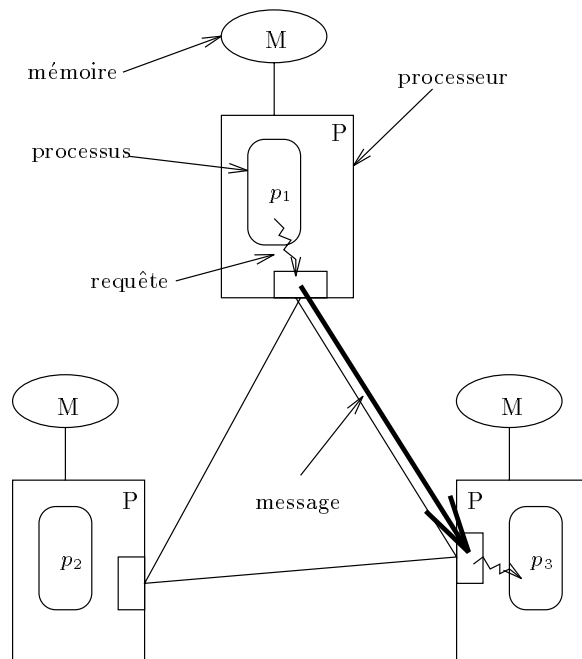 M
mémoire
processeur
P
processus
p1
requête
M
M
message
P
P
p2
p3